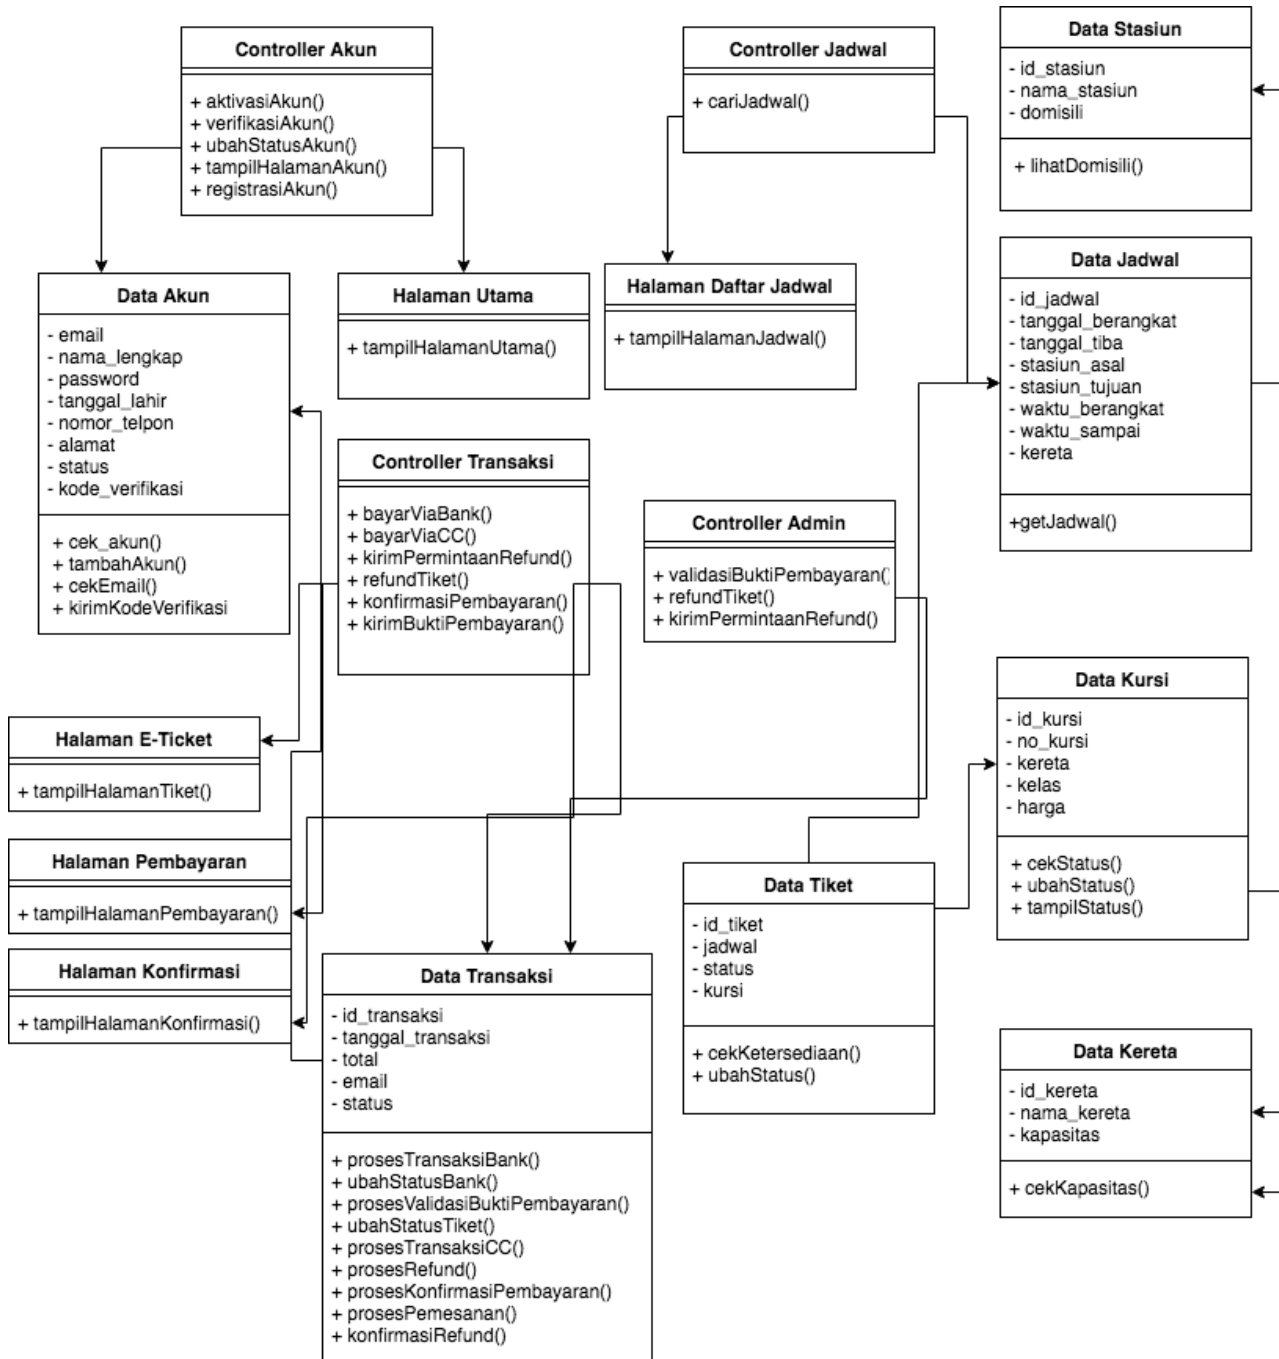 Controller Akun
+ aktivasiAkun()
+ verifikasiAkun()
+ ubahStatusAkun()
+ tampilHalamanAkun()
+ registrasiAkun()
Controller Jadwal
+ cariJadwal()
Data Stasiun
- id_stasiun
- nama_stasiun
- domisili
+ lihatDomisili()
Data Akun
- email
- nama_lengkap
- password
- tanggal_lahir
- nomor_telpon
- alamat
- status
- kode_verifikasi
+ cek_akun()
+ tambahAkun()
+ cekEmail()
+ kirimKodeVerifikasi
Halaman Utama
+ tampilHalamanUtama()
Halaman Daftar Jadwal
+ tampilHalamanJadwal()
Data Jadwal
- id_jadwal
- tanggal_berangkat
- tanggal_tiba
- stasiun_asal
- stasiun_tujuan
- waktu_berangkat
- waktu_sampai
- kereta
+getJadwal()
Controller Transaksi
+ bayarViaBank()
+ bayarViaCC()
+ kirimPermintaanRefund()
+ refundTiket()
+ konfirmasiPembayaran()
+ kirimBuktiPembayaran()
Controller Admin
+ validasiBuktiPembayaran()
+ refundTiket()
+ kirimPermintaanRefund()
Data Kursi
- id_kursi
- no_kursi
- kereta
- kelas
- harga
+ cekStatus()
+ ubahStatus()
+ tampilStatus()
Halaman E-Ticket
+ tampilHalamanTiket()
Halaman Pembayaran
+ tampilHalamanPembayaran()
Halaman Konfirmasi
+ tampilHalamanKonfirmasi()
Data Transaksi
- id_transaksi
- tanggal_transaksi
- total
- email
- status
+ prosesTransaksiBank()
+ ubahStatusBank()
+ prosesValidasiBuktiPembayaran()
+ ubahStatusTiket()
+ prosesTransaksiCC()
+ prosesRefund()
+ prosesKonfirmasiPembayaran()
+ prosesPemesanan()
+ konfirmasiRefund()
Data Tiket
- id_tiket
- jadwal
- status
- kursi
+ cekKetersediaan()
+ ubahStatus()
Data Kereta
- id_kereta
- nama_kereta
- kapasitas
+ cekKapasitas()